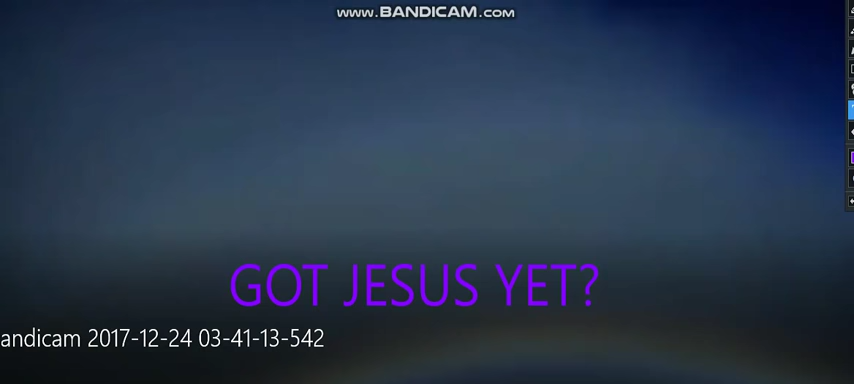 www.BANDICAM.com
GOT JESUS YET?
andicam 2017-12-24 03-41-13-542